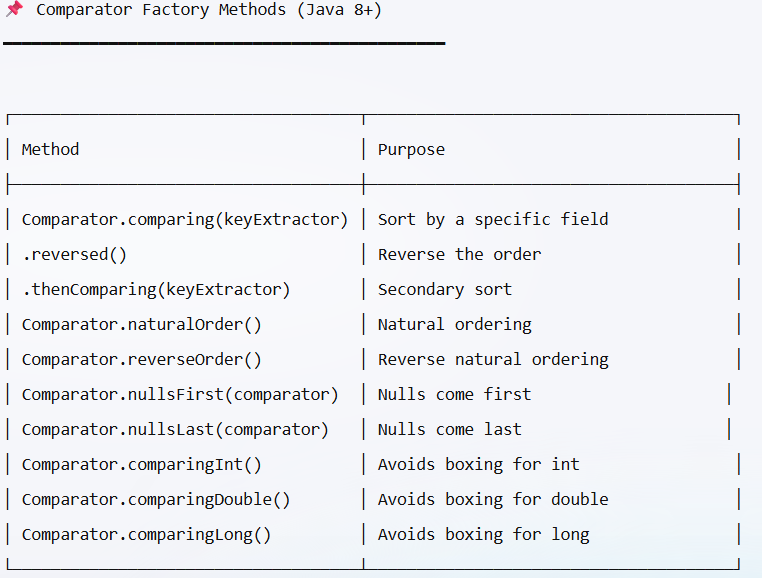 📌 Comparator Factory Methods (Java 8+)
Method | Purpose
Comparator.comparing(keyExtractor) | Sort by a specific field
.reversed() | Reverse the order
.thenComparing(keyExtractor) | Secondary sort
Comparator.naturalOrder() | Natural ordering
Comparator.reverseOrder() | Reverse natural ordering
Comparator.nullsFirst(comparator) | Nulls come first
Comparator.nullsLast(comparator) | Nulls come last
Comparator.comparingInt() | Avoids boxing for int
Comparator.comparingDouble() | Avoids boxing for double
Comparator.comparingLong() | Avoids boxing for long